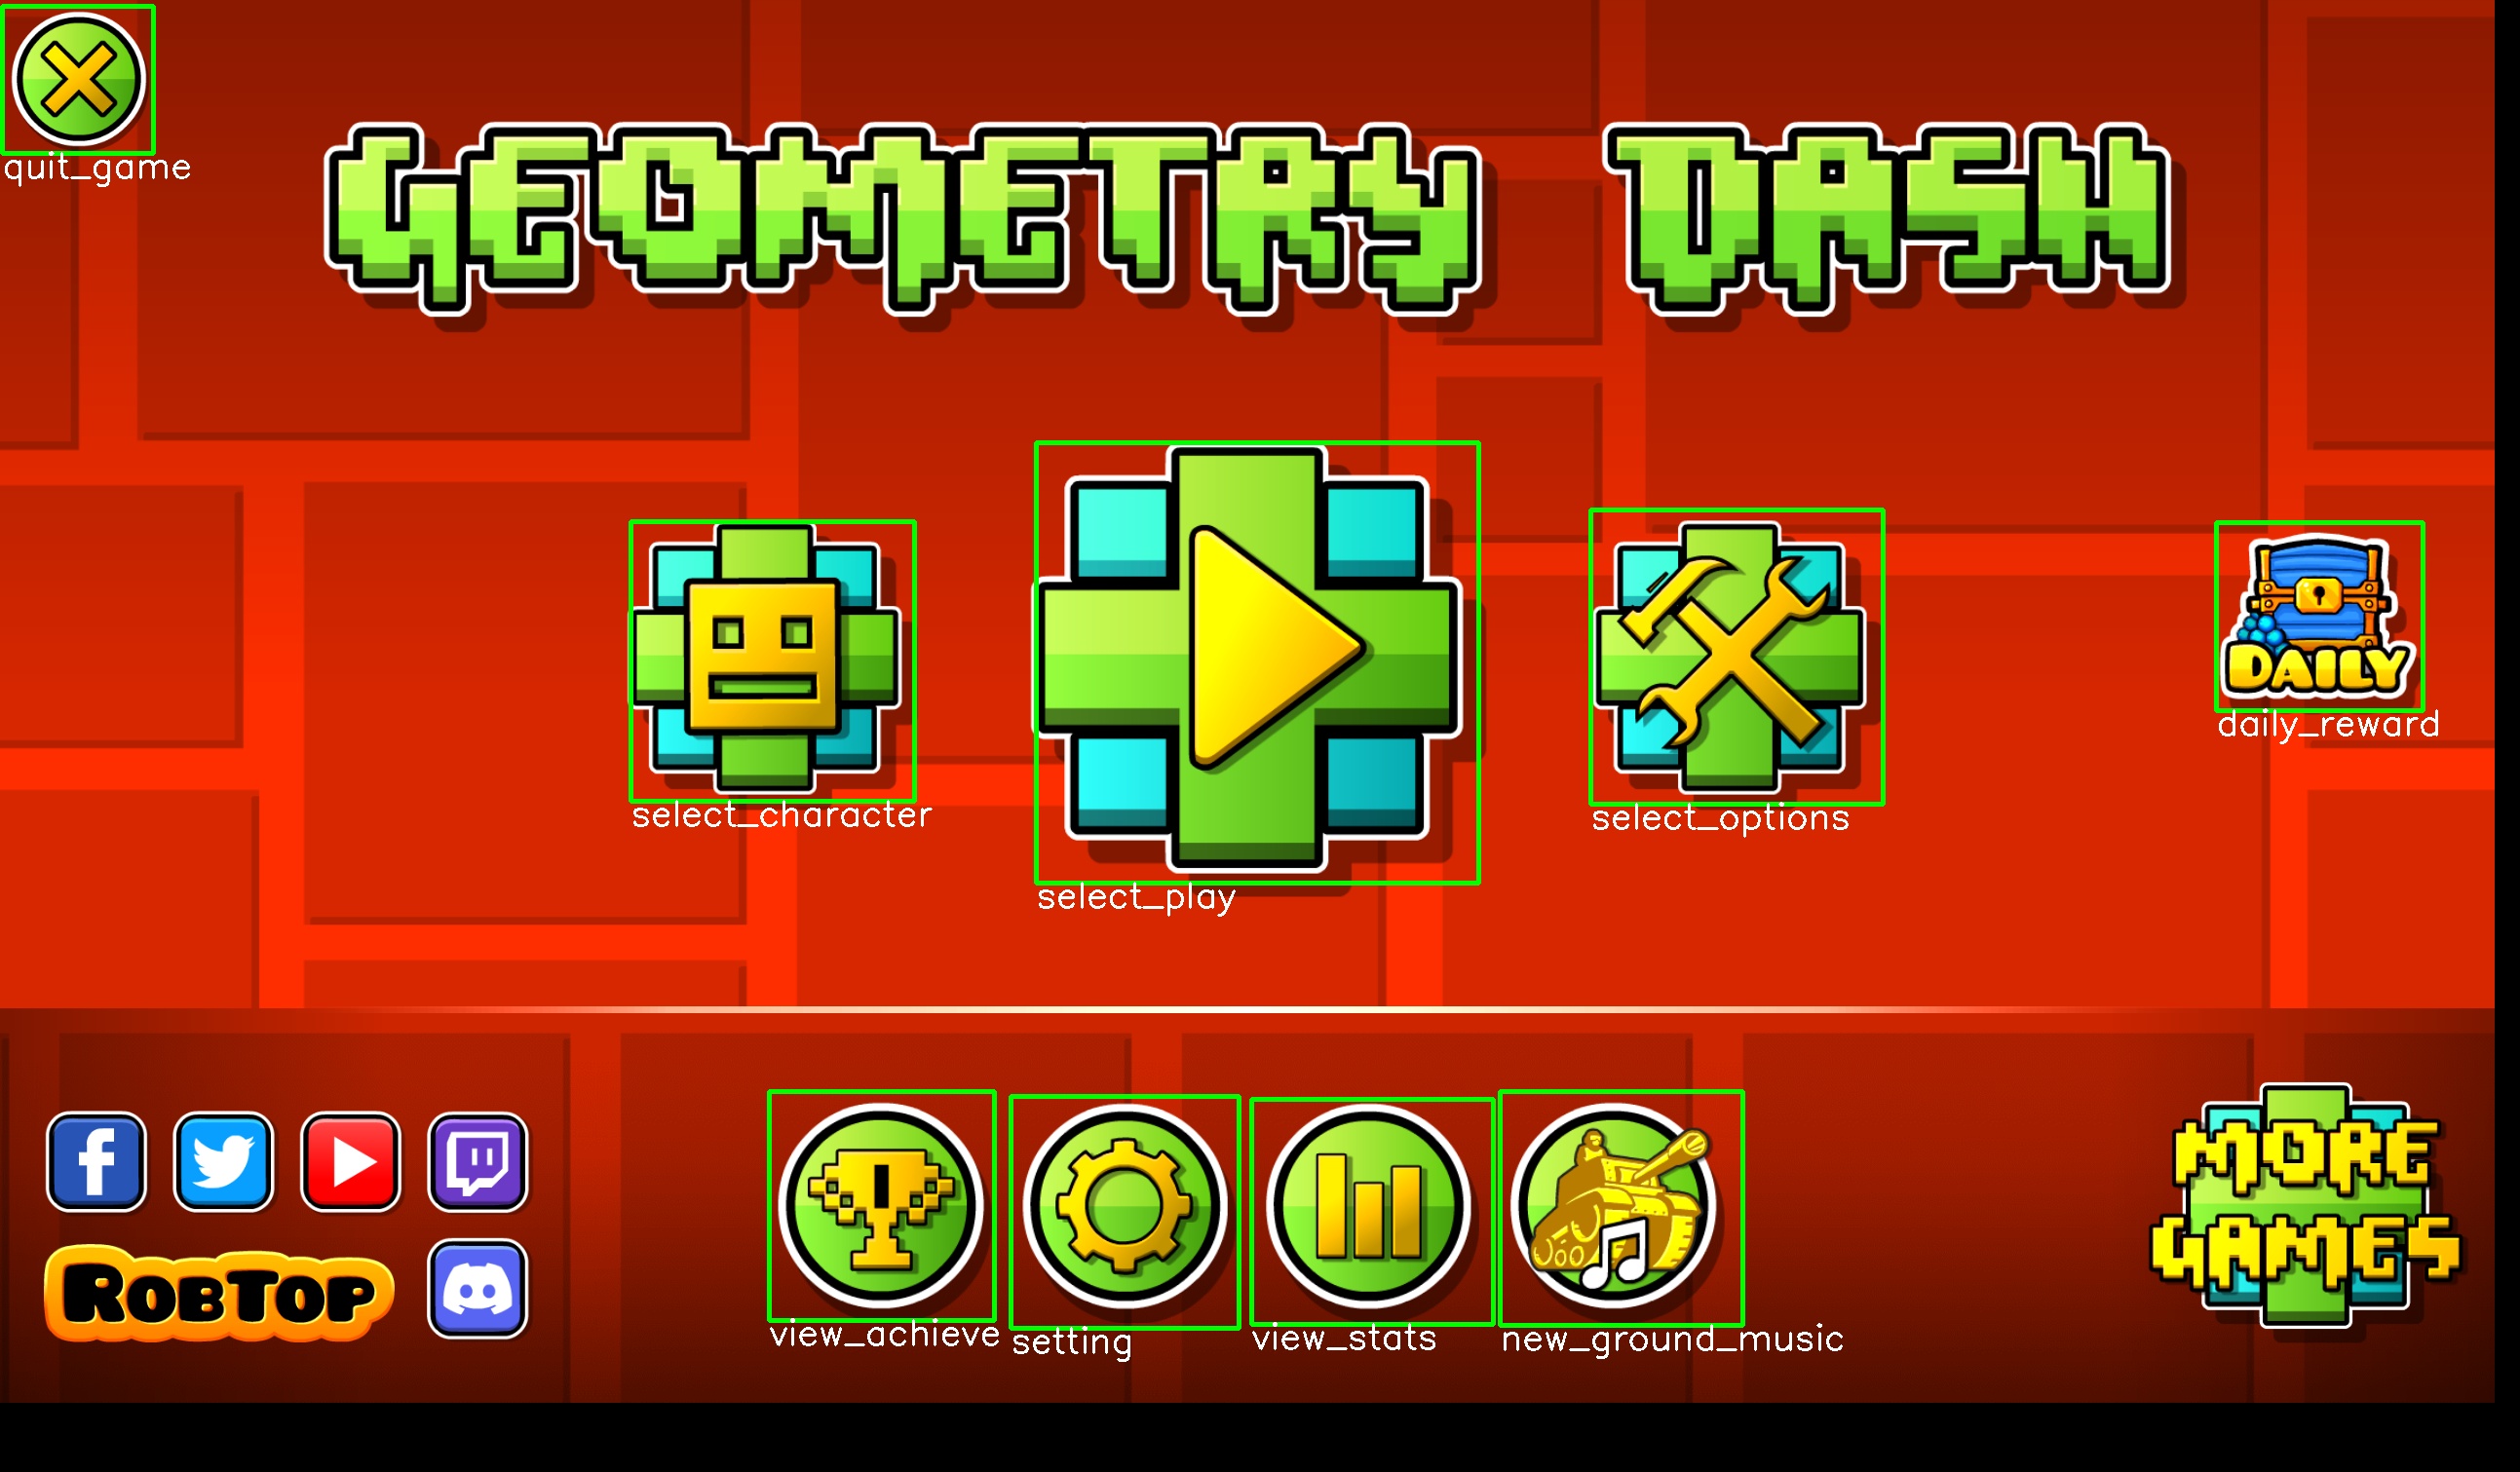 quit_game
GEOMETRY DASH
DAILY
daily_reward
select_character
select_options
select_play
MORE
GAMES
ROBTOP
view_achieve
setting
view_stats
new_ground_music